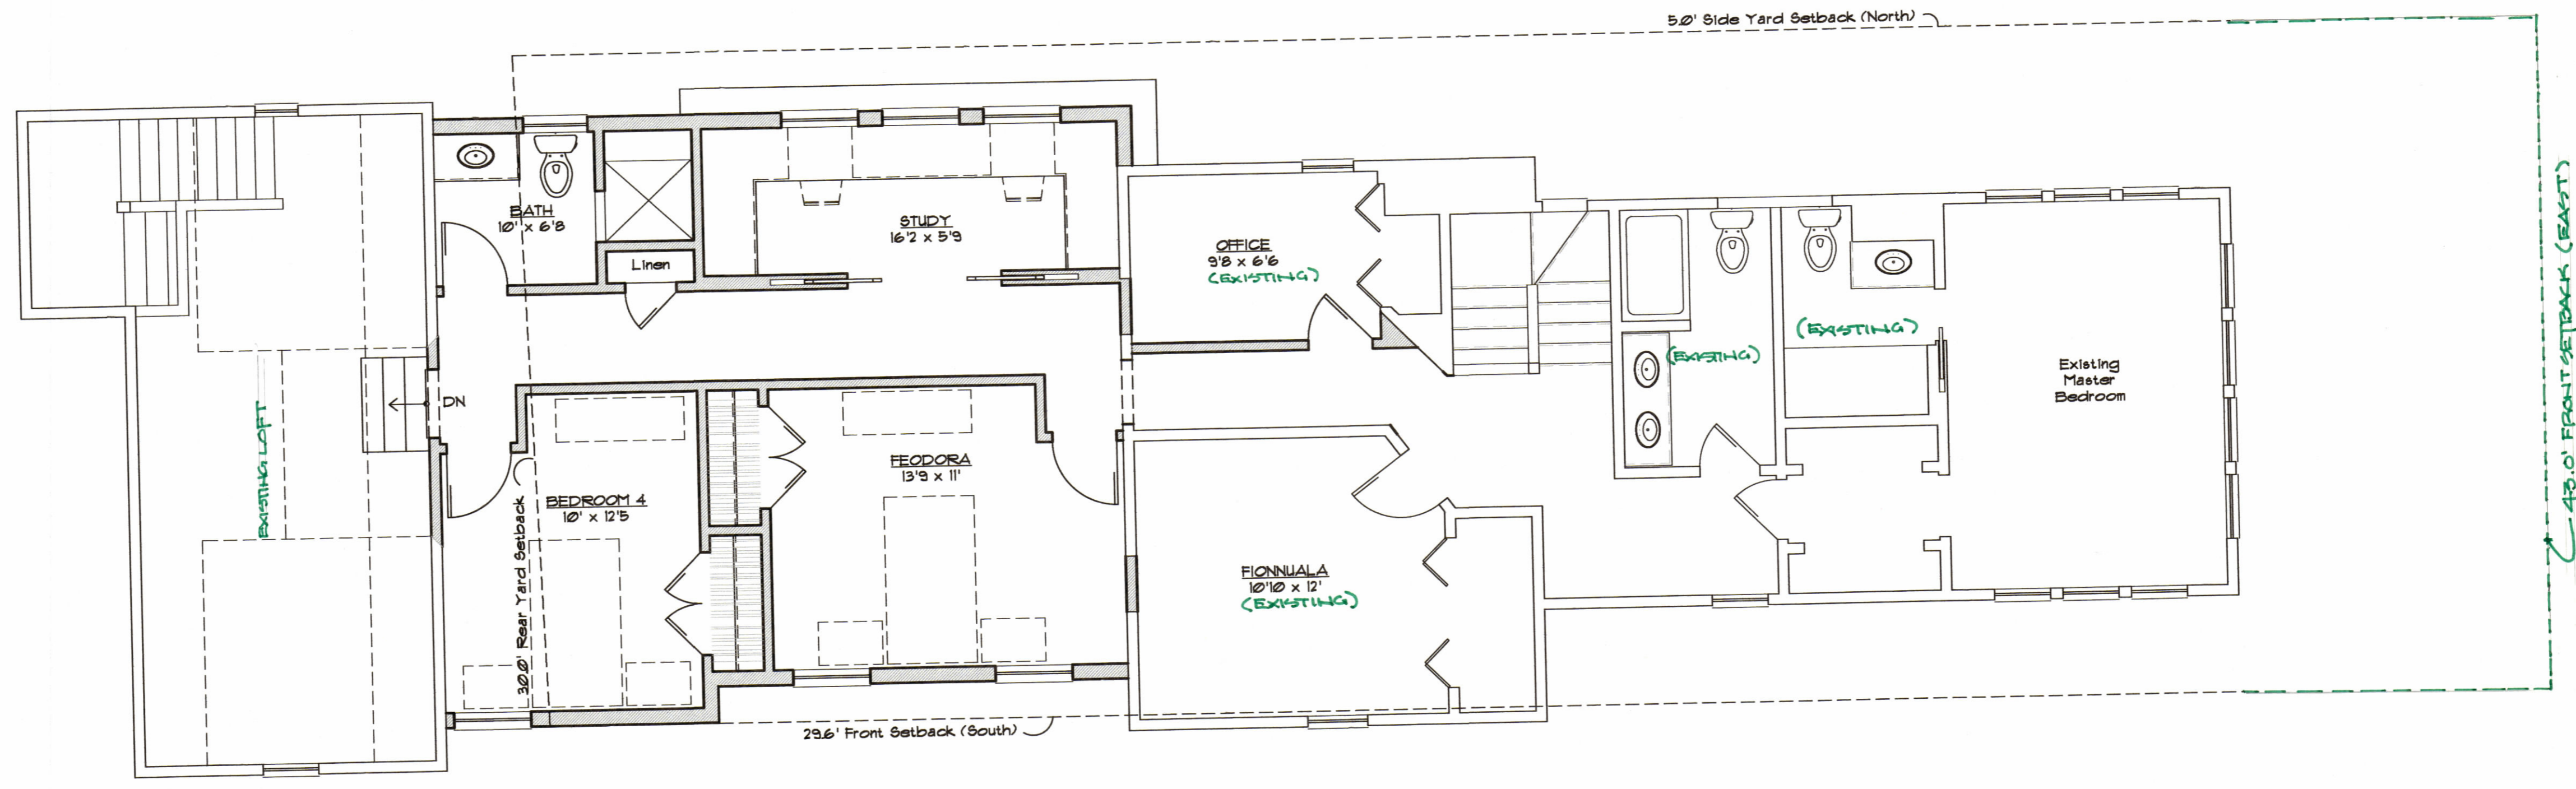 5.0' Side Yard Setback (North)
BATH
10' x 6'8
Linen
STUDY
16'2 x 5'9
OFFICE
9'8 x 6'6
(EXISTING)
(EXISTING)
(EXISTING)
Existing
Master
Bedroom
43.0' FRONT SETBACK (EAST)
EXISTING LOFT
DN
30.0' Rear Yard Setback
BEDROOM 4
10' x 12'5
FEODORA
13'9 x 11'
FIONNUALA
10'10 x 12'
(EXISTING)
29.6' Front Setback (South)